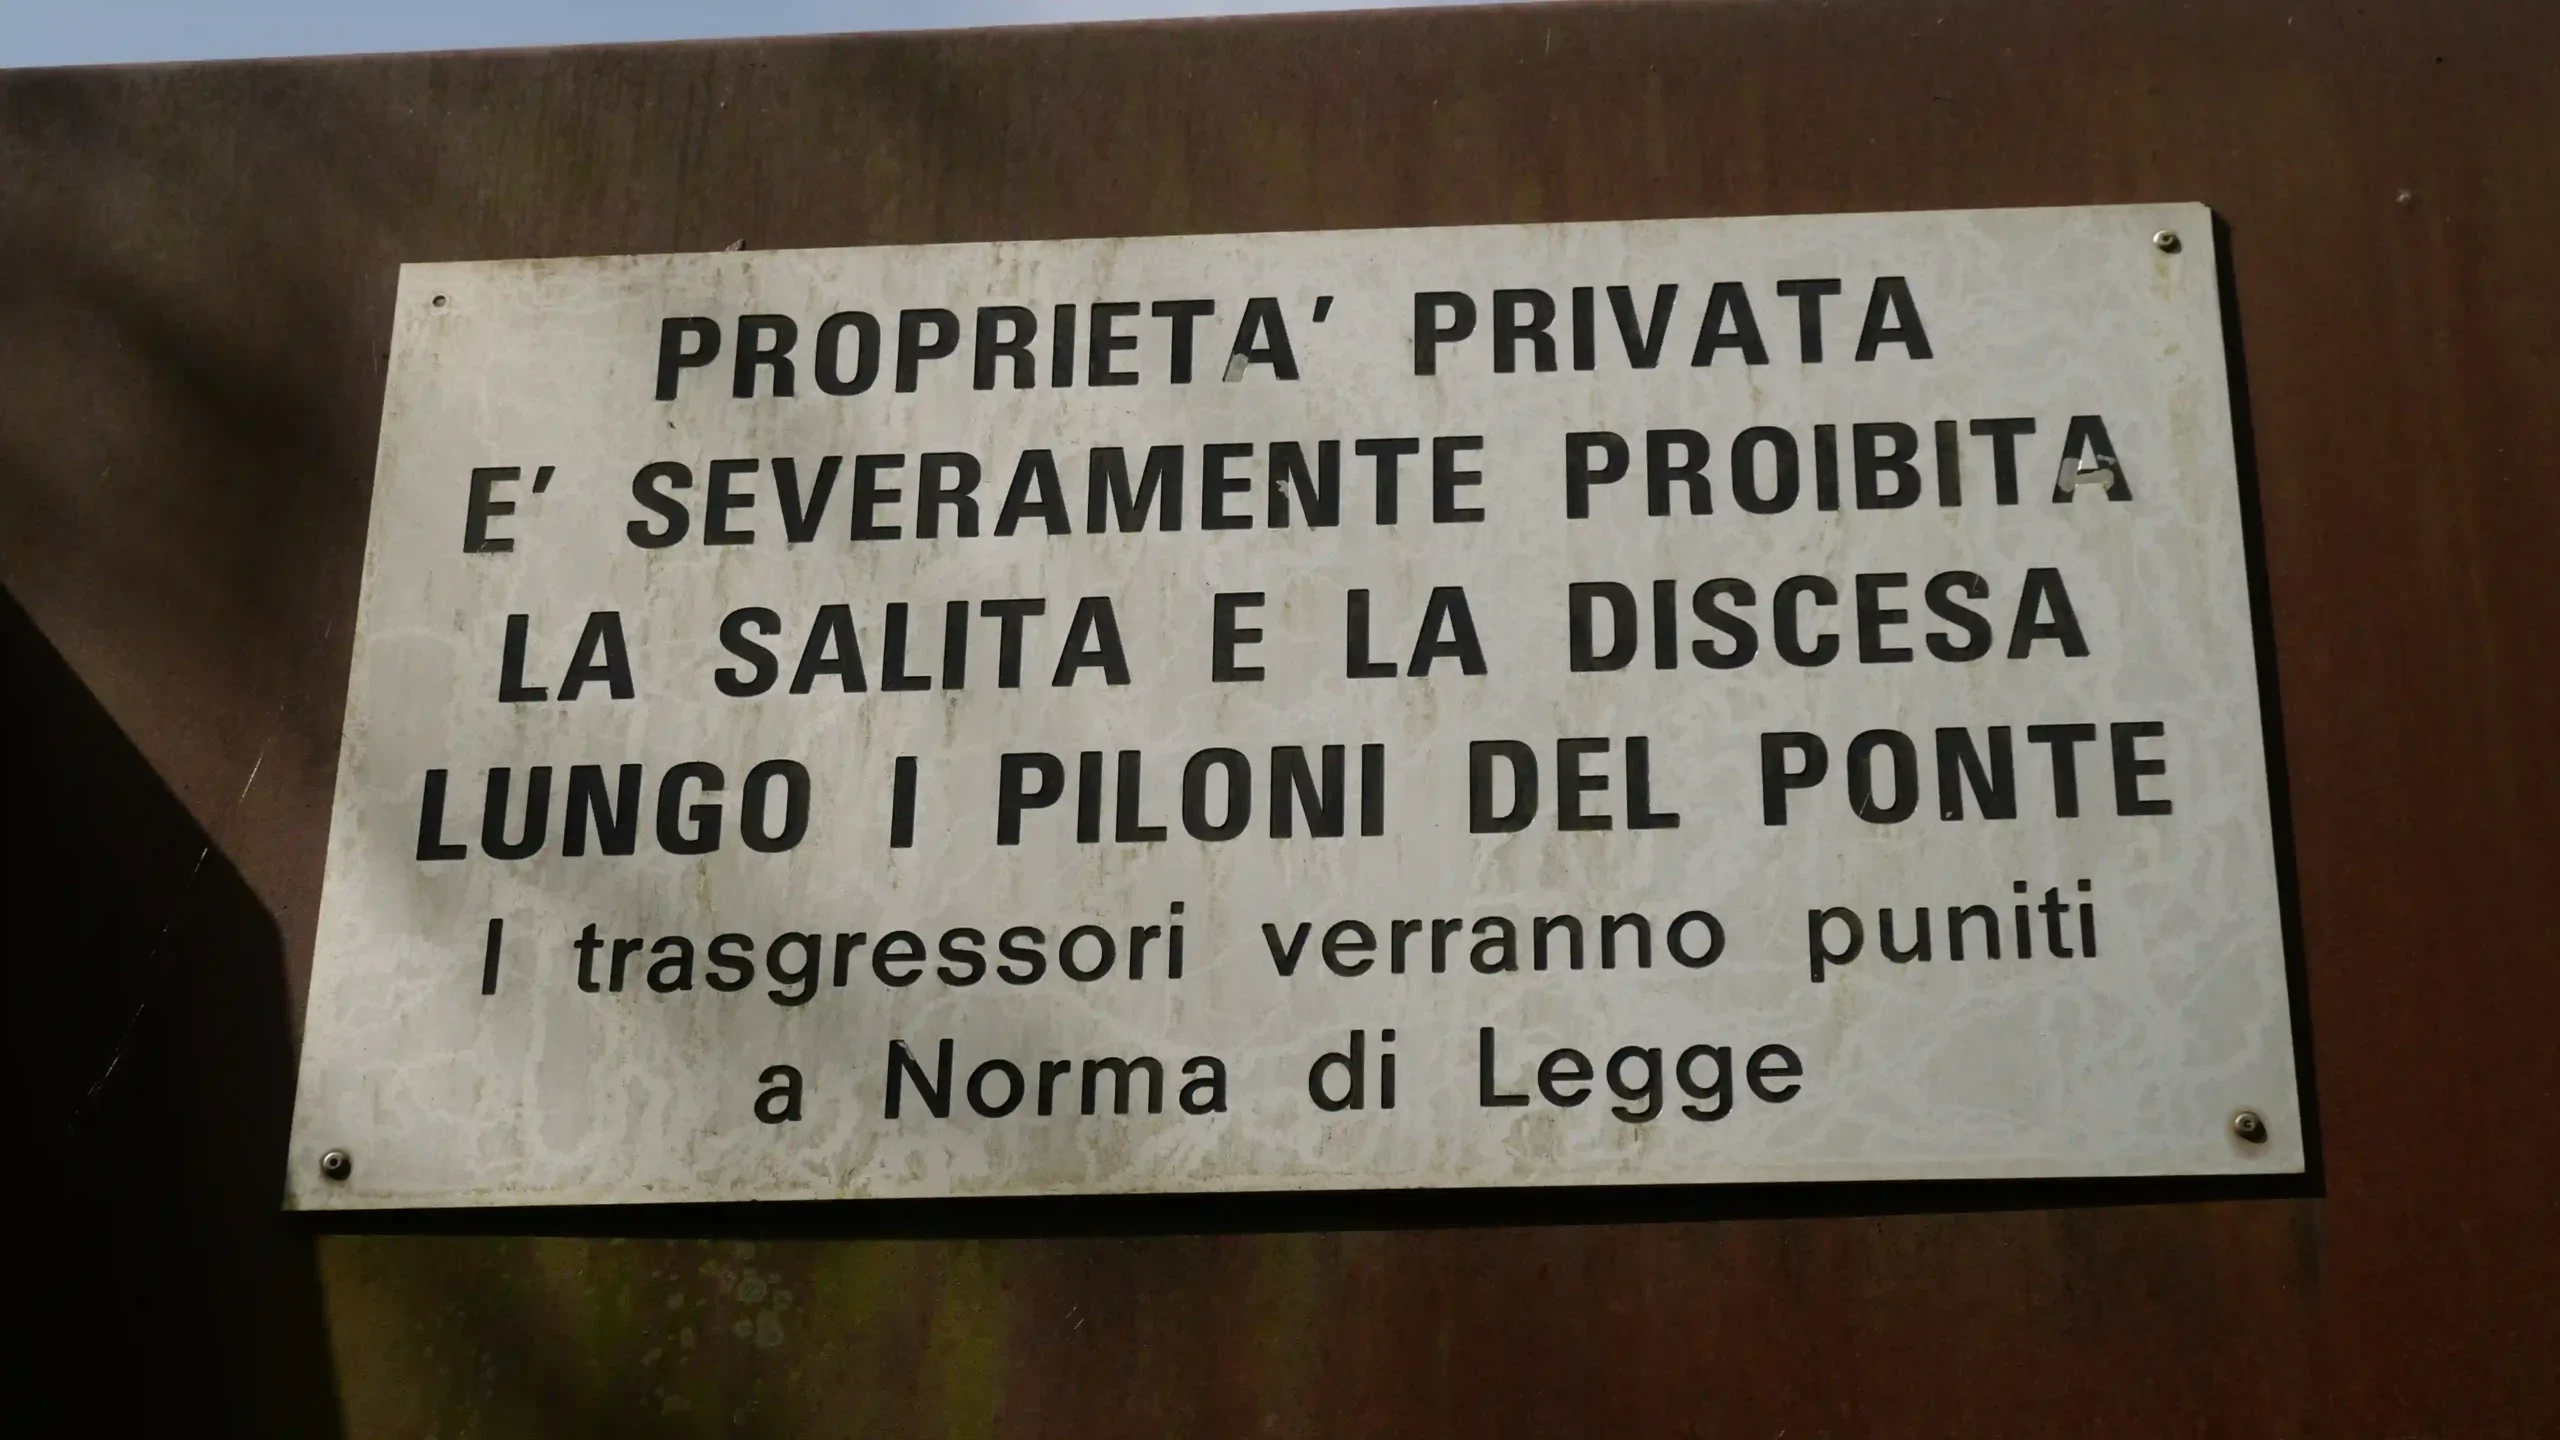 PROPRIETA' PRIVATA
E' SEVERAMENTE PROIBITA
LA SALITA E LA DISCESA
LUNGO I PILONI DEL PONTE
I trasgressori verranno puniti
a Norma di Legge